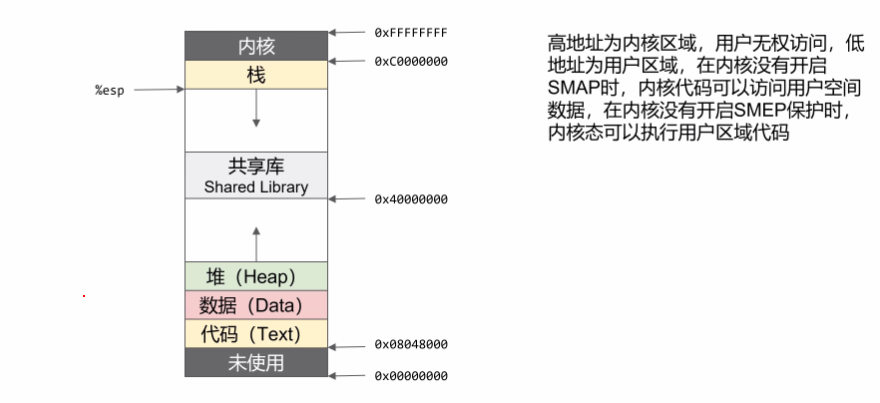 0xFFFFFFFF
内核
0xC0000000
栈
%esp
共享库
Shared Library
0x40000000
堆（Heap）
数据（Data）
代码（Text）
0x08048000
未使用
0x00000000
高地址为内核区域，用户无权访问，低
地址为用户区域，在内核没有开启
SMAP时，内核代码可以访问用户空间
数据，在内核没有开启SMEP保护时，
内核态可以执行用户区域代码